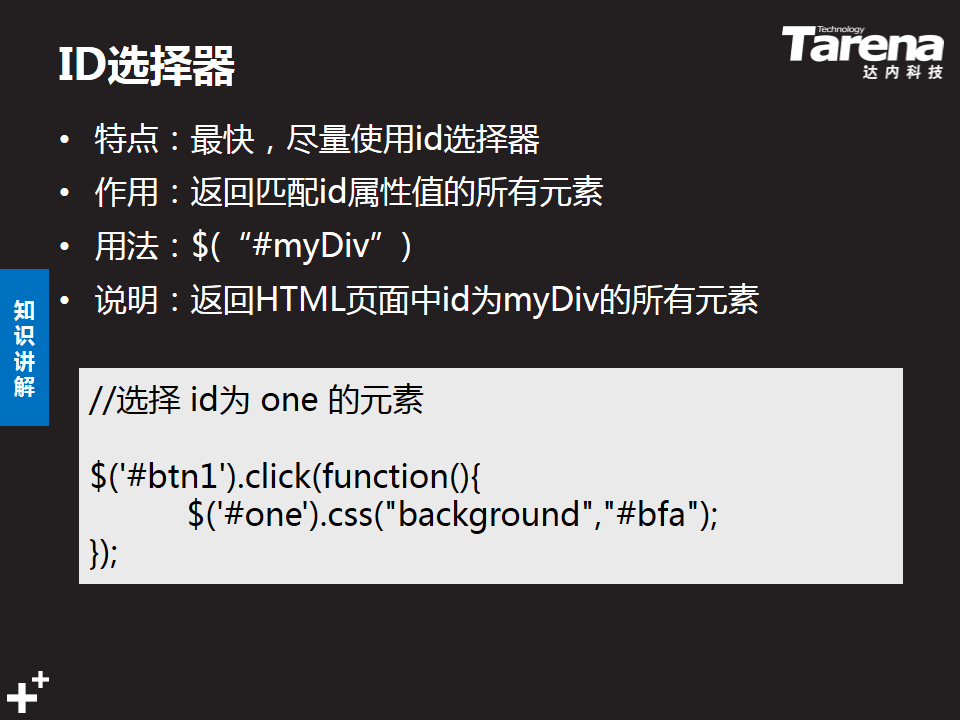 ID选择器
Technology
Tarena
达内科技
• 特点：最快，尽量使用id选择器
• 作用：返回匹配id属性值的所有元素
• 用法：$(“#myDiv”)
• 说明：返回HTML页面中id为myDiv的所有元素
知识讲解
//选择 id为 one 的元素
$('#btn1').click(function(){
$('#one').css("background","#bfa");
});